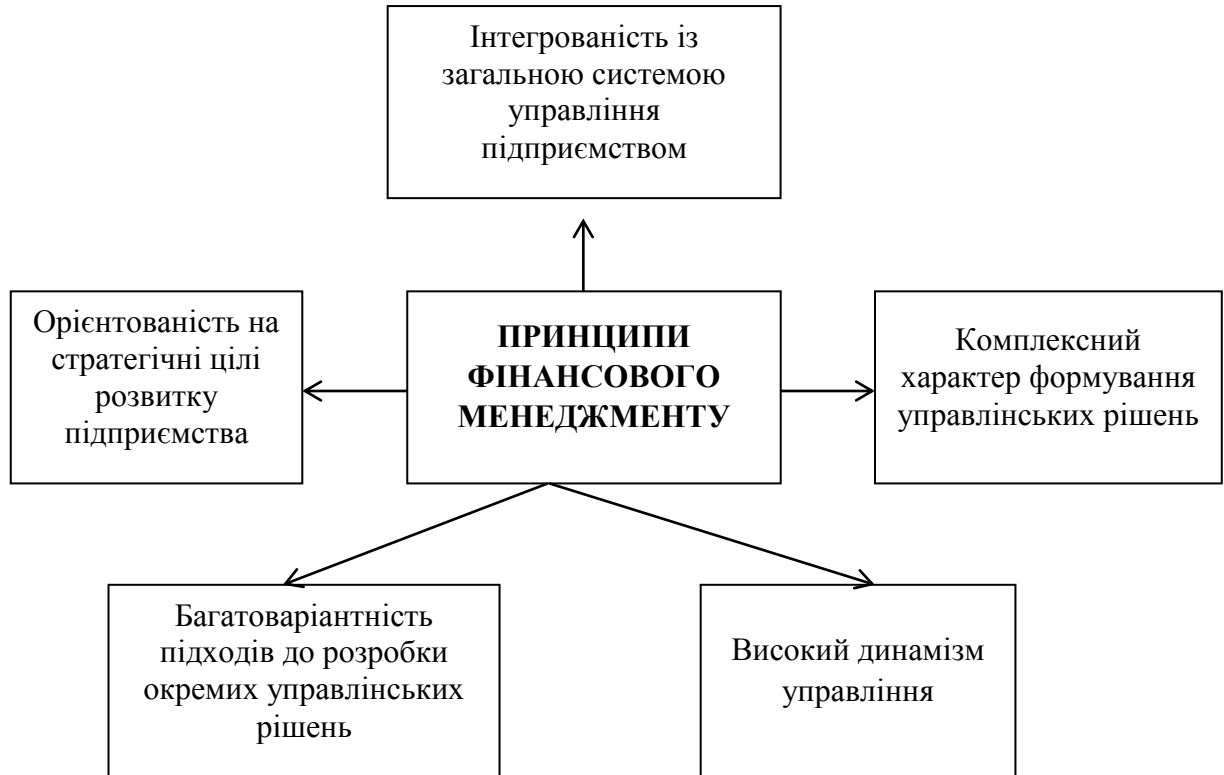 Інтегрованість із
загальною системою
управління
підприємством
Орієнтованість на
стратегічні цілі
розвитку
підприємства
ПРИНЦИПИ
ФІНАНСОВОГО
МЕНЕДЖМЕНТУ
Комплексний
характер формування
управлінських рішень
Багатоваріантність
підходів до розробки
окремих управлінських
рішень
Високий динамізм
управління